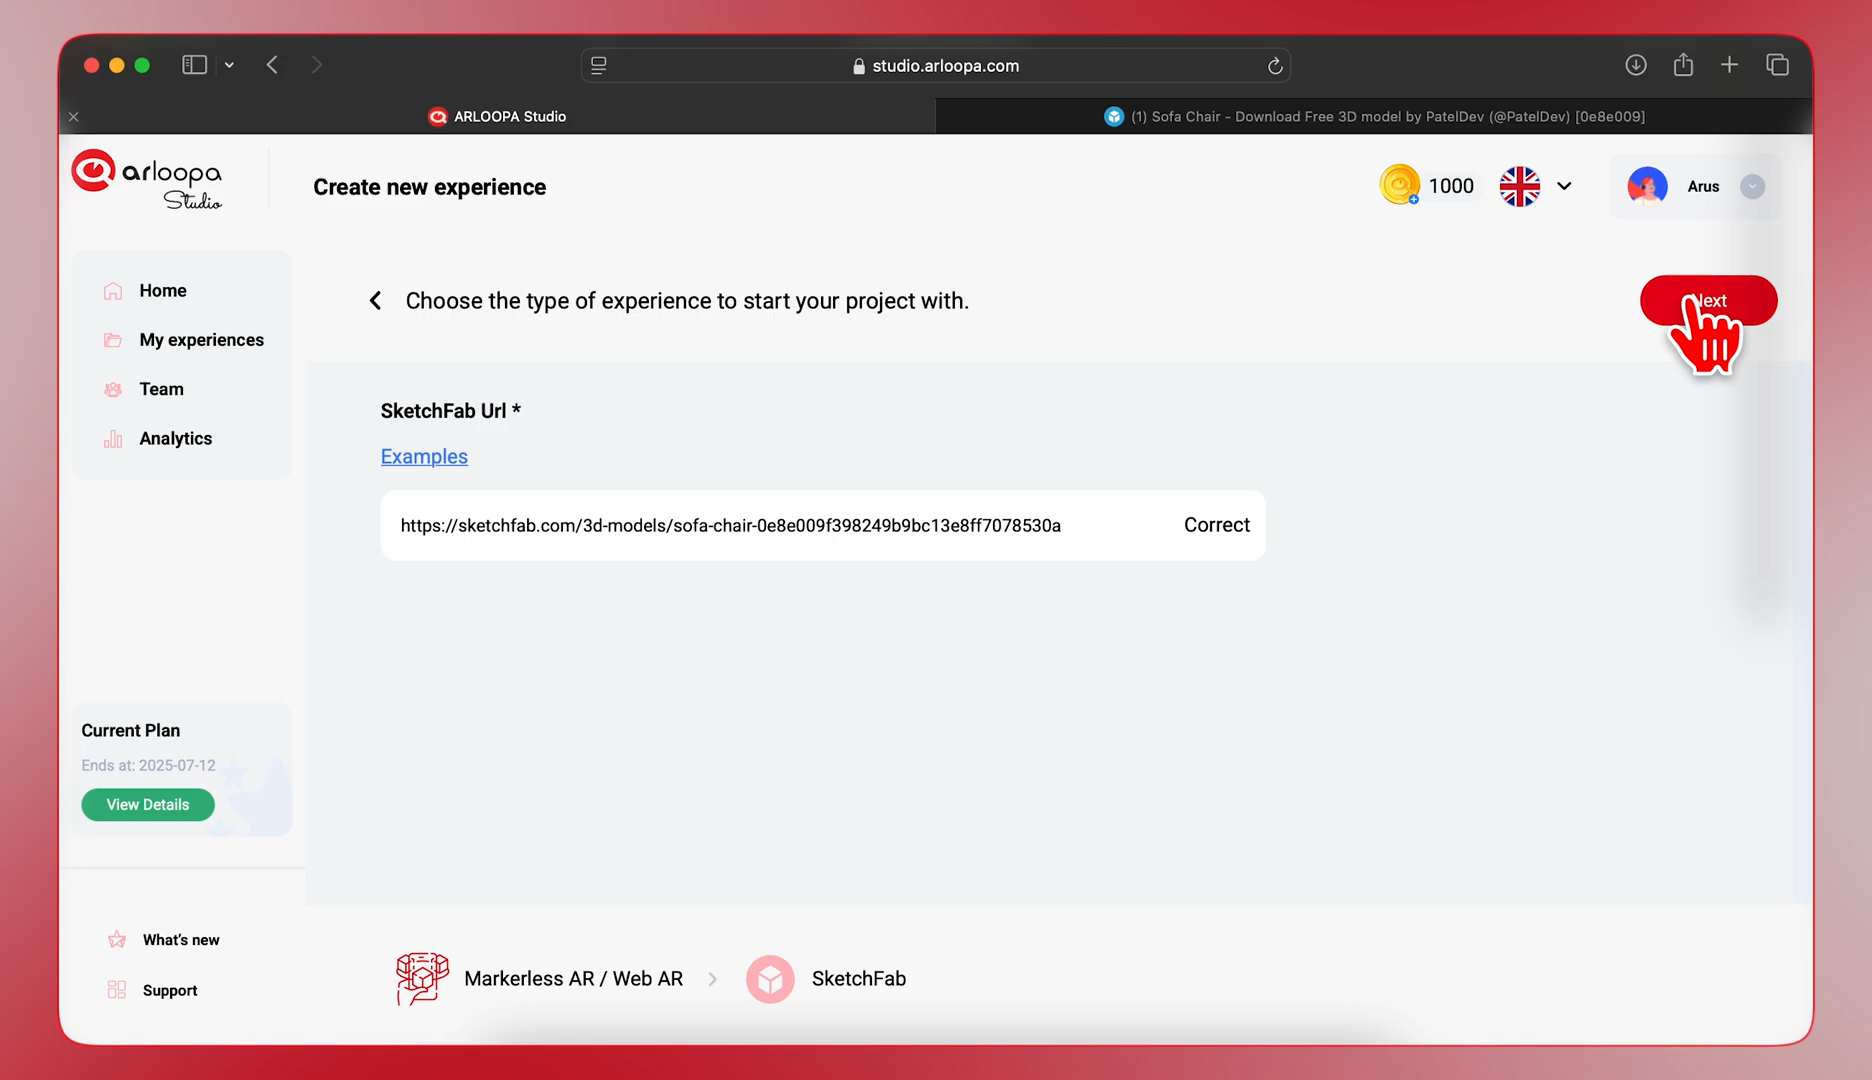 studio.arloopa.com
ARLOOPA Studio
(1) Sofa Chair - Download Free 3D model by PatelDev (@PatelDev) [0e8e009]
arloopa
Studio
Create new experience
1000
Arus
Home
My experiences
Team
Analytics
Choose the type of experience to start your project with.
Next
SketchFab Url *
Examples
https://sketchfab.com/3d-models/sofa-chair-0e8e009f398249b9bc13e8ff7078530a
Correct
Current Plan
Ends at: 2025-07-12
View Details
What's new
Support
Markerless AR / Web AR
SketchFab